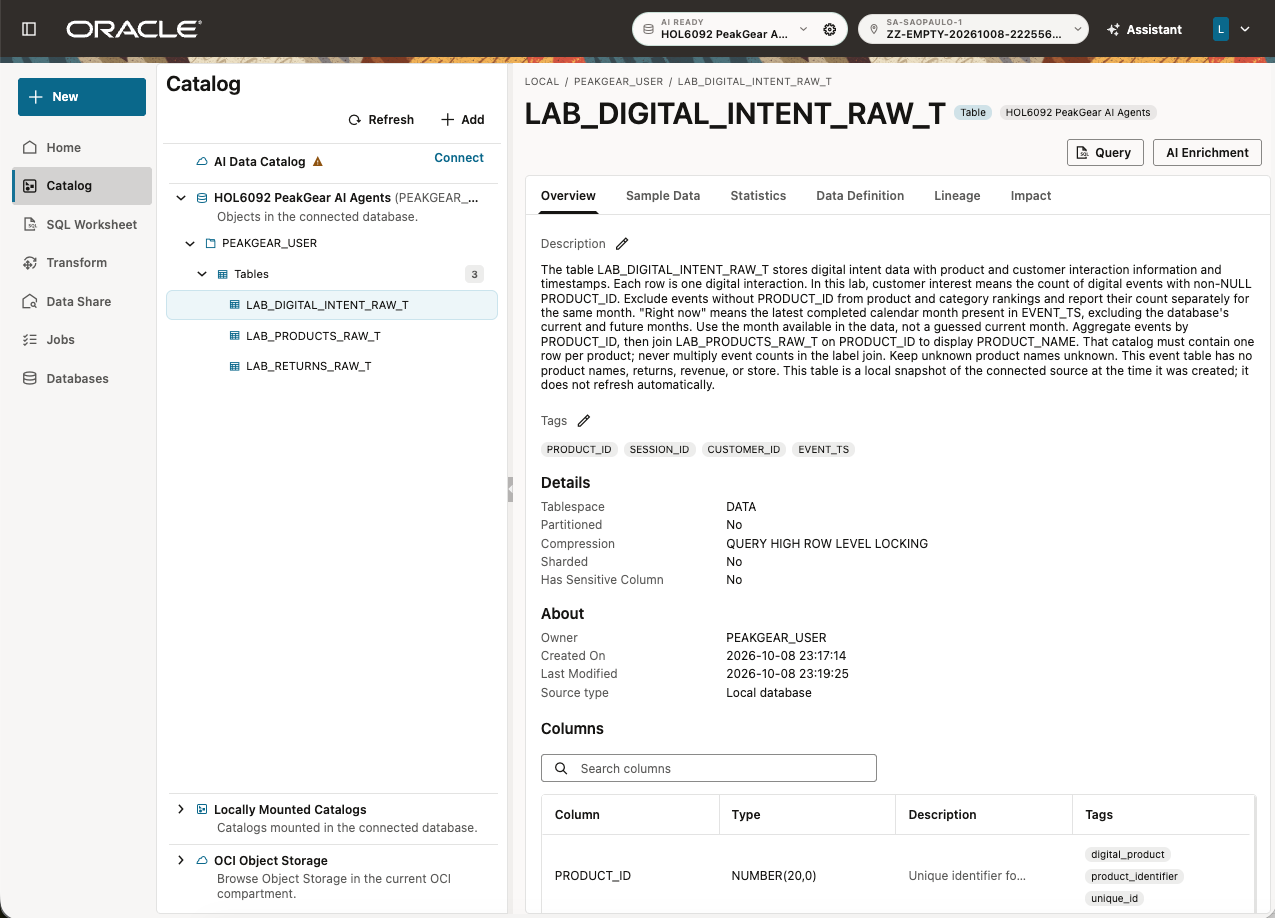 ORACLE
AI READY
HOL6092 PeakGear A...
SA-SAOPAULO-1
ZZ-EMPTY-20261008-222556...
Assistant
L
New
Home
Catalog
SQL Worksheet
Transform
Data Share
Jobs
Databases
Catalog
Refresh
Add
AI Data Catalog
Connect
HOL6092 PeakGear AI Agents (PEAKGEAR_...
Objects in the connected database.
PEAKGEAR_USER
Tables
3
LAB_DIGITAL_INTENT_RAW_T
LAB_PRODUCTS_RAW_T
LAB_RETURNS_RAW_T
Locally Mounted Catalogs
Catalogs mounted in the connected database.
OCI Object Storage
Browse Object Storage in the current OCI
compartment.
LOCAL / PEAKGEAR_USER / LAB_DIGITAL_INTENT_RAW_T
LAB_DIGITAL_INTENT_RAW_T
Table
HOL6092 PeakGear AI Agents
Query
AI Enrichment
Overview
Sample Data
Statistics
Data Definition
Lineage
Impact
Description
The table LAB_DIGITAL_INTENT_RAW_T stores digital intent data with product and customer interaction information and
timestamps. Each row is one digital interaction. In this lab, customer interest means the count of digital events with non-NULL
PRODUCT_ID. Exclude events without PRODUCT_ID from product and category rankings and report their count separately for
the same month. "Right now" means the latest completed calendar month present in EVENT_TS, excluding the database's
current and future months. Use the month available in the data, not a guessed current month. Aggregate events by
PRODUCT_ID, then join LAB_PRODUCTS_RAW_T on PRODUCT_ID to display PRODUCT_NAME. That catalog must contain one
row per product; never multiply event counts in the label join. Keep unknown product names unknown. This event table has no
product names, returns, revenue, or store. This table is a local snapshot of the connected source at the time it was created; it
does not refresh automatically.
Tags
PRODUCT_ID
SESSION_ID
CUSTOMER_ID
EVENT_TS
Details
Tablespace DATA
Partitioned No
Compression QUERY HIGH ROW LEVEL LOCKING
Sharded No
Has Sensitive Column No
About
Owner PEAKGEAR_USER
Created On 2026-10-08 23:17:14
Last Modified 2026-10-08 23:19:25
Source type Local database
Columns
Search columns
Column Type Description Tags
digital_product
PRODUCT_ID NUMBER(20,0) Unique identifier fo... product_identifier
unique_id